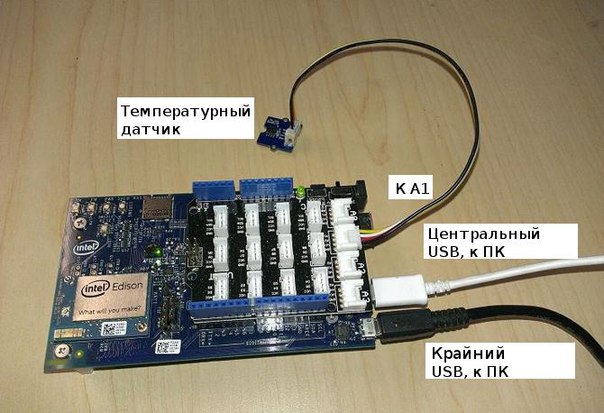 Температурный
датчик
К А1
Центральный
USB, к ПК
Крайний
USB, к ПК
intel
intel Edison
What will you make?